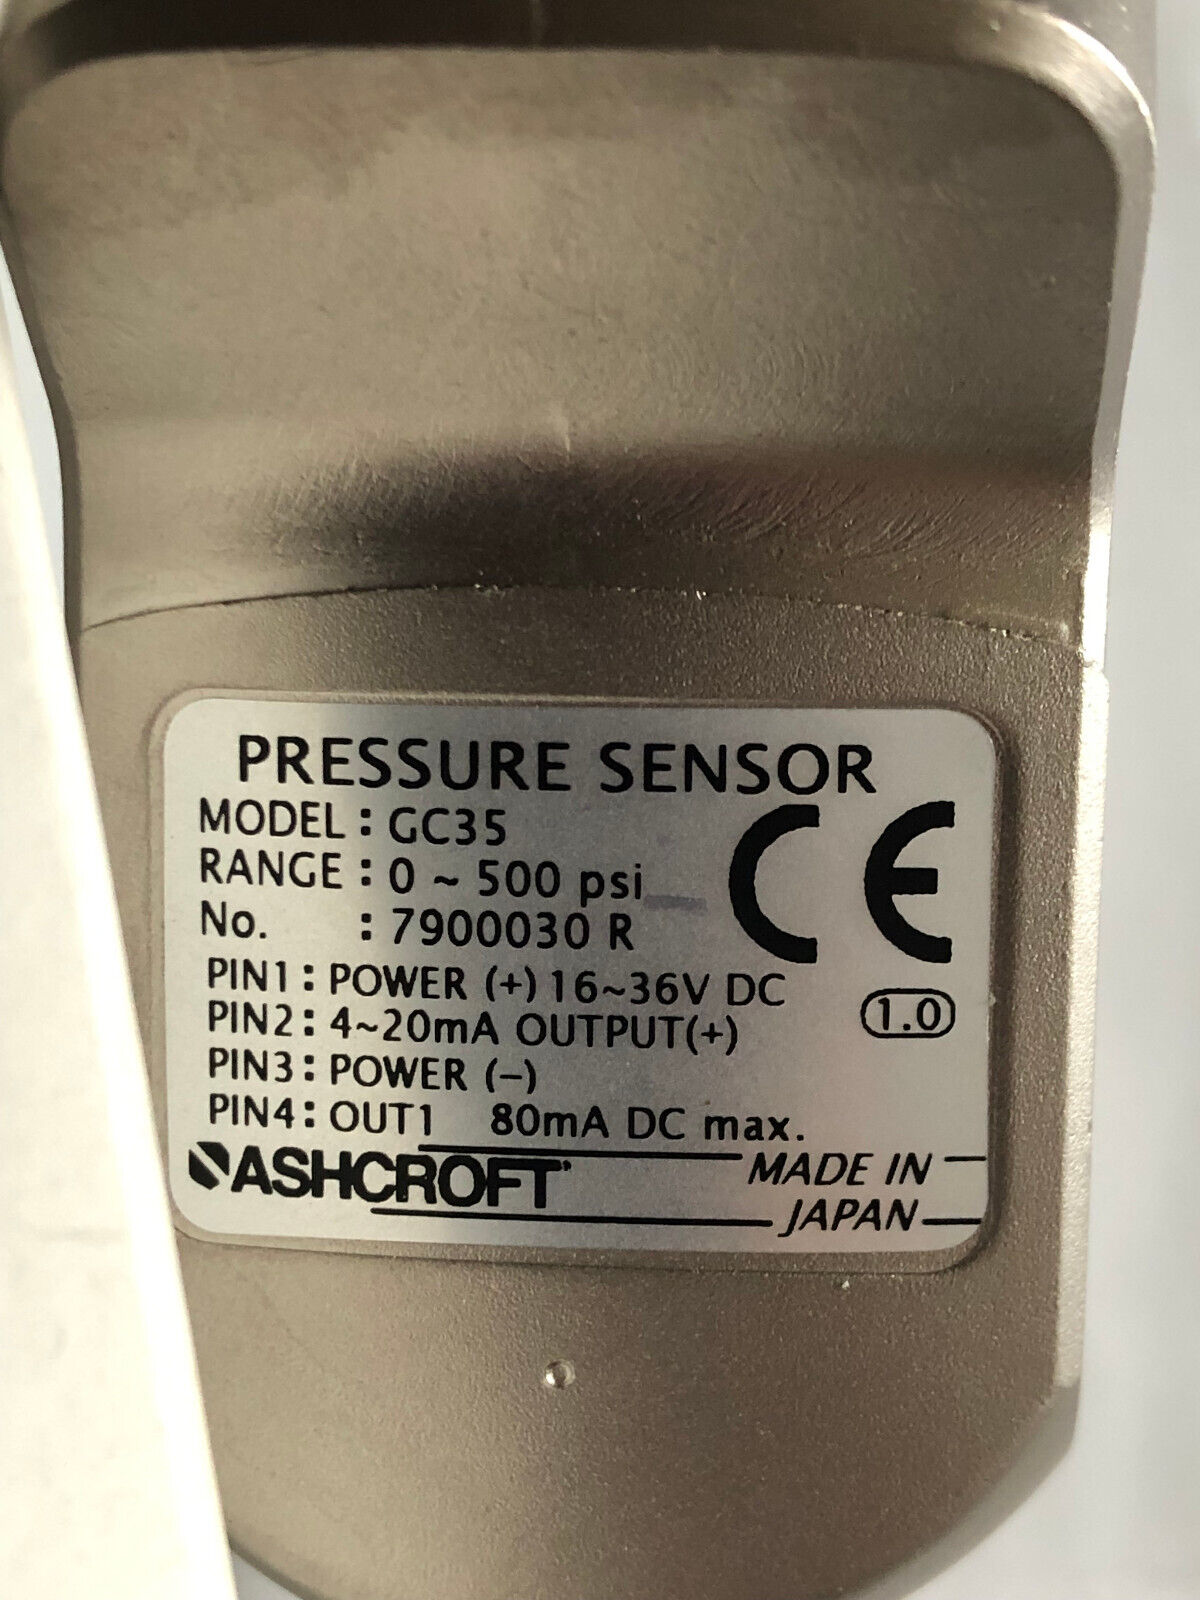 PRESSURE SENSOR
MODEL : GC35
RANGE : 0 ~ 500 psi
No. : 7900030 R
CE
PIN1 : POWER (+) 16~36V DC
PIN2 : 4~20mA OUTPUT(+)
1.0
PIN3 : POWER (–)
PIN4 : OUT1 80mA DC max.
ASHCROFT
MADE IN
JAPAN